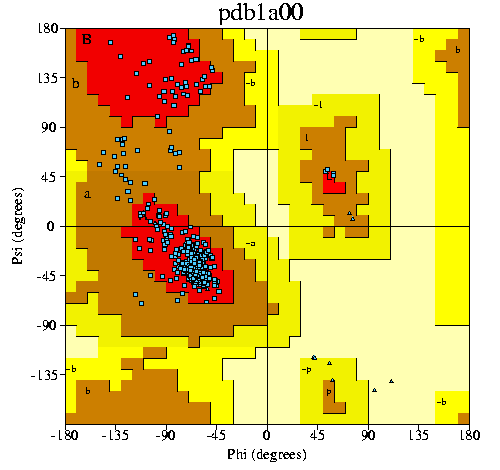 pdb1a00
180
135
90
45
0
-45
-90
-135
Psi (degrees)
B
b
~b
b
~b
~l
l
a
~a
~b
b
~p
p
~b
-180
-135
-90
-45
0
45
90
135
180
Phi (degrees)